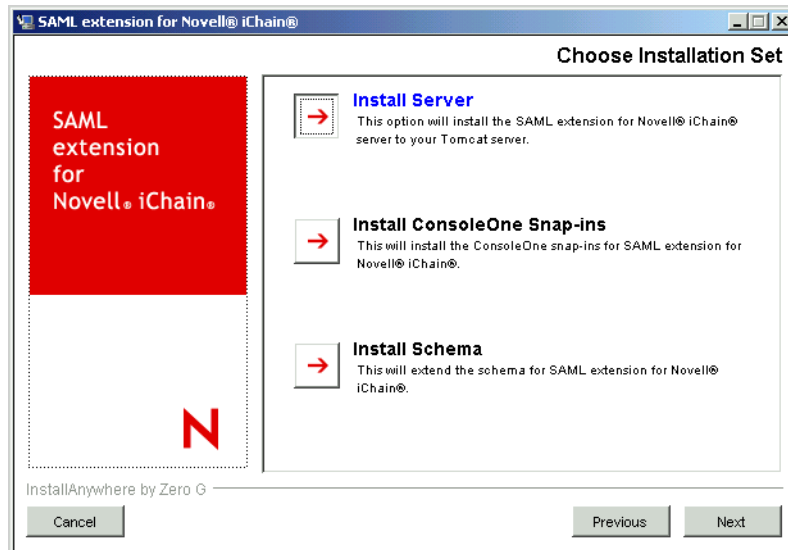 SAML extension for Novell® iChain®
Choose Installation Set
SAML
extension
for
Novell® iChain®
N
Install Server
This option will install the SAML extension for Novell® iChain®
server to your Tomcat server.
Install ConsoleOne Snap-ins
This will install the ConsoleOne snap-ins for SAML extension for
Novell® iChain®.
Install Schema
This will extend the schema for SAML extension for Novell®
iChain®.
InstallAnywhere by Zero G
Cancel
Previous
Next